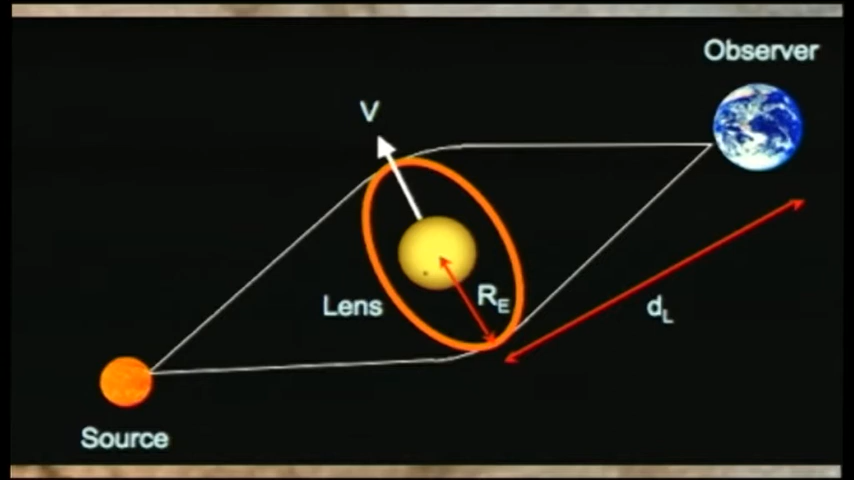 Observer
V
Lens
R_E
d_L
Source